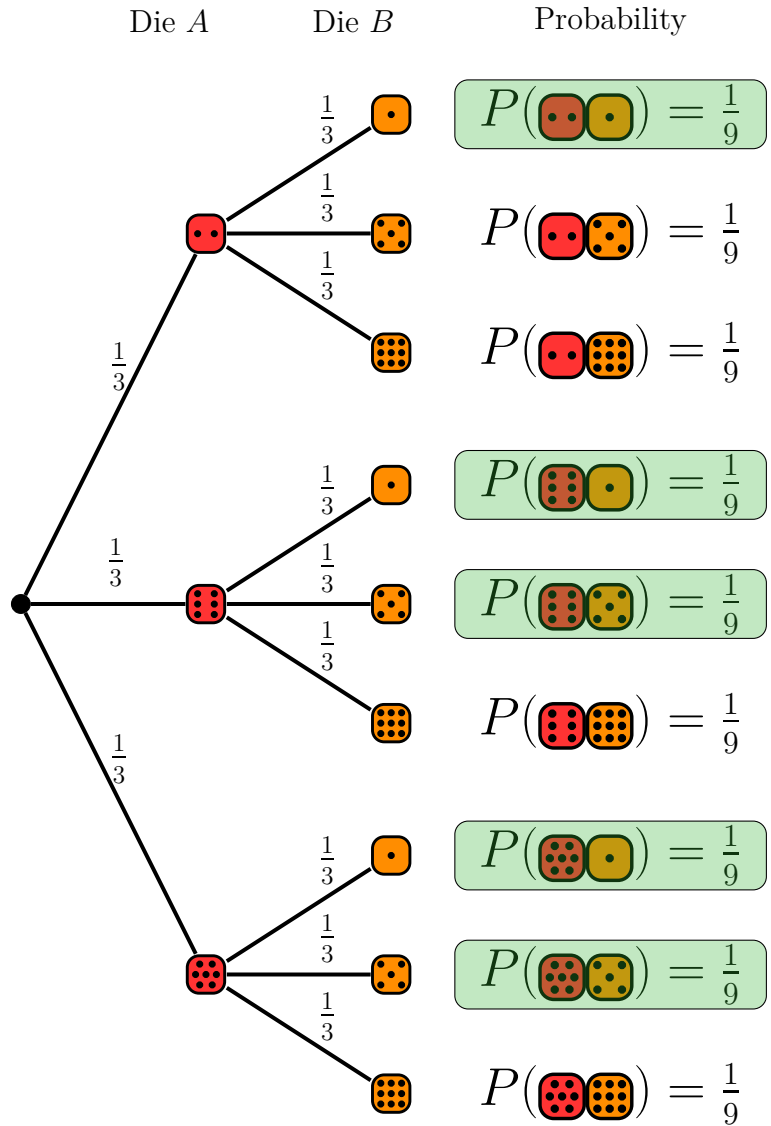 Die A Die B Probability
1/3
P( ) = 1/9
1/3
P( ) = 1/9
1/3
P( ) = 1/9
1/3
1/3
P( ) = 1/9
1/3
1/3
P( ) = 1/9
1/3
P( ) = 1/9
1/3
1/3
P( ) = 1/9
1/3
P( ) = 1/9
1/3
P( ) = 1/9